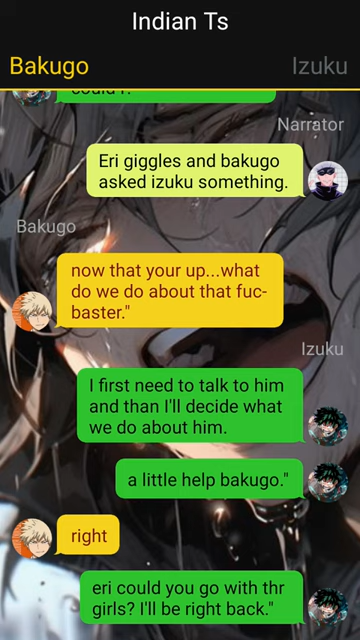 Indian Ts
Bakugo
Izuku
could I?
Narrator
Eri giggles and bakugo
asked izuku something.
Bakugo
now that your up...what
do we do about that fuc-
baster."
Izuku
I first need to talk to him
and than I'll decide what
we do about him.
a little help bakugo."
right
eri could you go with thr
girls? I'll be right back."